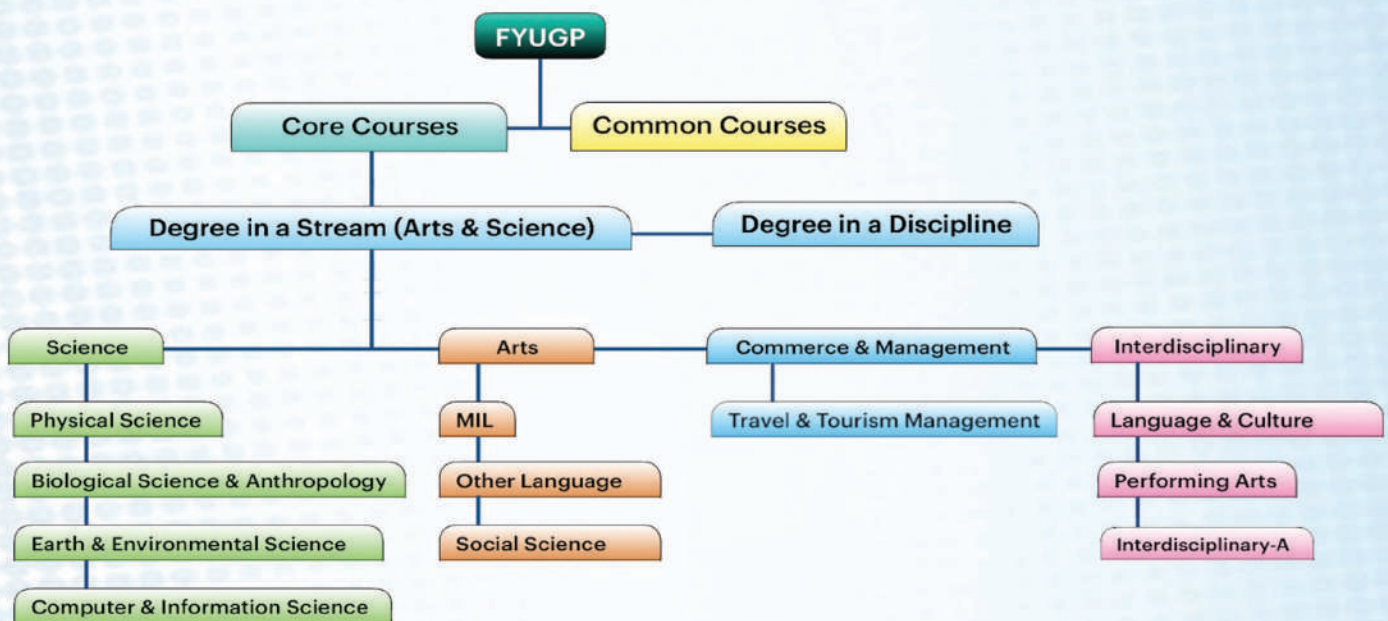 FYUGP
Core Courses
Common Courses
Degree in a Stream (Arts & Science)
Degree in a Discipline
Science
Arts
Commerce & Management
Interdisciplinary
Physical Science
MIL
Travel & Tourism Management
Language & Culture
Biological Science & Anthropology
Other Language
Performing Arts
Earth & Environmental Science
Social Science
Interdisciplinary-A
Computer & Information Science